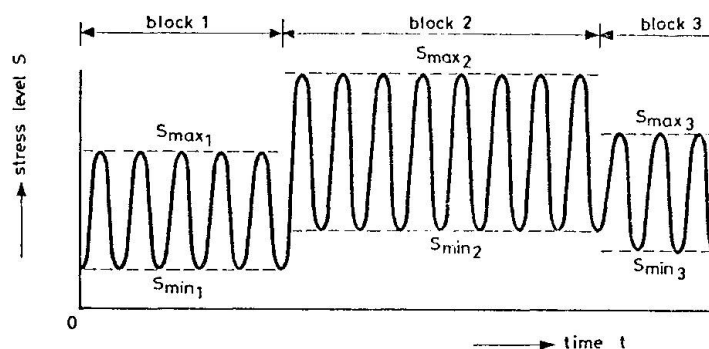 block 1
block 2
block 3
stress level S
Smax1
Smax2
Smax3
Smin1
Smin2
Smin3
0
time t